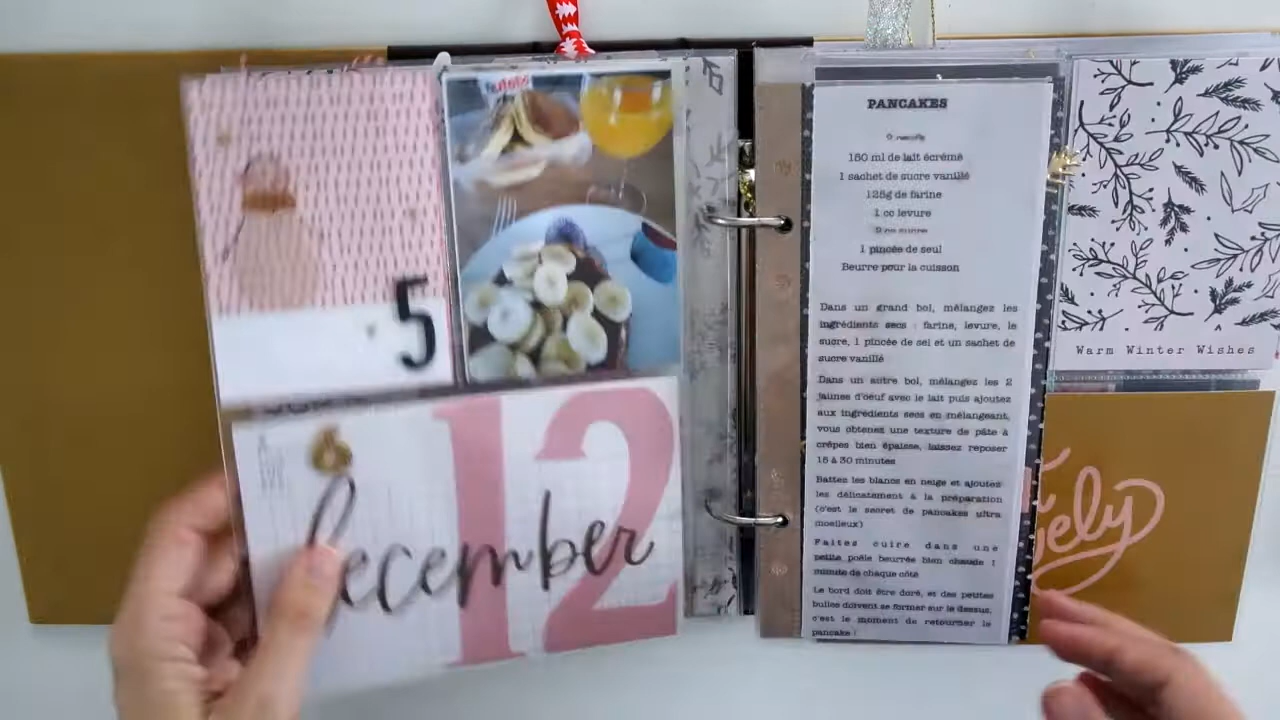 5
12
december
PANCAKES
150 ml de lait écrémé
1 sachet de sucre vanillé
125g de farine
1 cc levure
1 pincée de seul
Beurre pour la cuisson
Dans un grand bol, mélangez les
ingrédients secs : farine, levure, le
sucre, 1 pincée de sel et un sachet de
sucre vanillé
Dans un autre bol, mélangez les 2
jaunes d'oeuf avec le lait puis ajoutez
aux ingrédients secs en mélangeant,
vous obtenez une texture de pâte à
crêpes bien épaisse, laissez reposer
15 à 30 minutes
Battez les blancs en neige et ajoutez
les délicatement à la préparation
(c'est le secret de pancakes ultra
moelleux)
Faites cuire dans une
petite poêle beurrée bien chaude 1
minute de chaque côté
Le bord doit être doré, et des petites
bulles doivent se former sur le dessus,
c'est le moment de retourner le
pancake !
Warm Winter Wishes